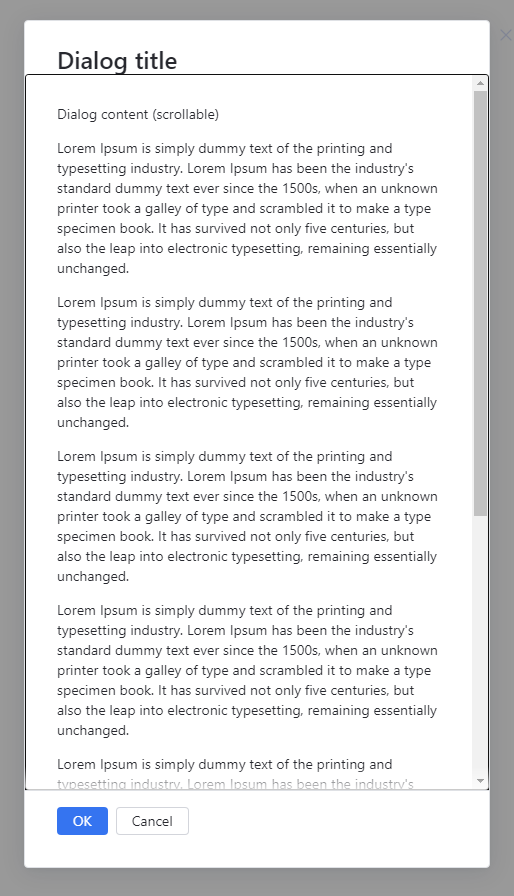 Dialog title
Dialog content (scrollable)
Lorem Ipsum is simply dummy text of the printing and
typesetting industry. Lorem Ipsum has been the industry's
standard dummy text ever since the 1500s, when an unknown
printer took a galley of type and scrambled it to make a type
specimen book. It has survived not only five centuries, but
also the leap into electronic typesetting, remaining essentially
unchanged.
Lorem Ipsum is simply dummy text of the printing and
typesetting industry. Lorem Ipsum has been the industry's
standard dummy text ever since the 1500s, when an unknown
printer took a galley of type and scrambled it to make a type
specimen book. It has survived not only five centuries, but
also the leap into electronic typesetting, remaining essentially
unchanged.
Lorem Ipsum is simply dummy text of the printing and
typesetting industry. Lorem Ipsum has been the industry's
standard dummy text ever since the 1500s, when an unknown
printer took a galley of type and scrambled it to make a type
specimen book. It has survived not only five centuries, but
also the leap into electronic typesetting, remaining essentially
unchanged.
Lorem Ipsum is simply dummy text of the printing and
typesetting industry. Lorem Ipsum has been the industry's
standard dummy text ever since the 1500s, when an unknown
printer took a galley of type and scrambled it to make a type
specimen book. It has survived not only five centuries, but
also the leap into electronic typesetting, remaining essentially
unchanged.
Lorem Ipsum is simply dummy text of the printing and
typesetting industry. Lorem Ipsum has been the industry's
OK
Cancel